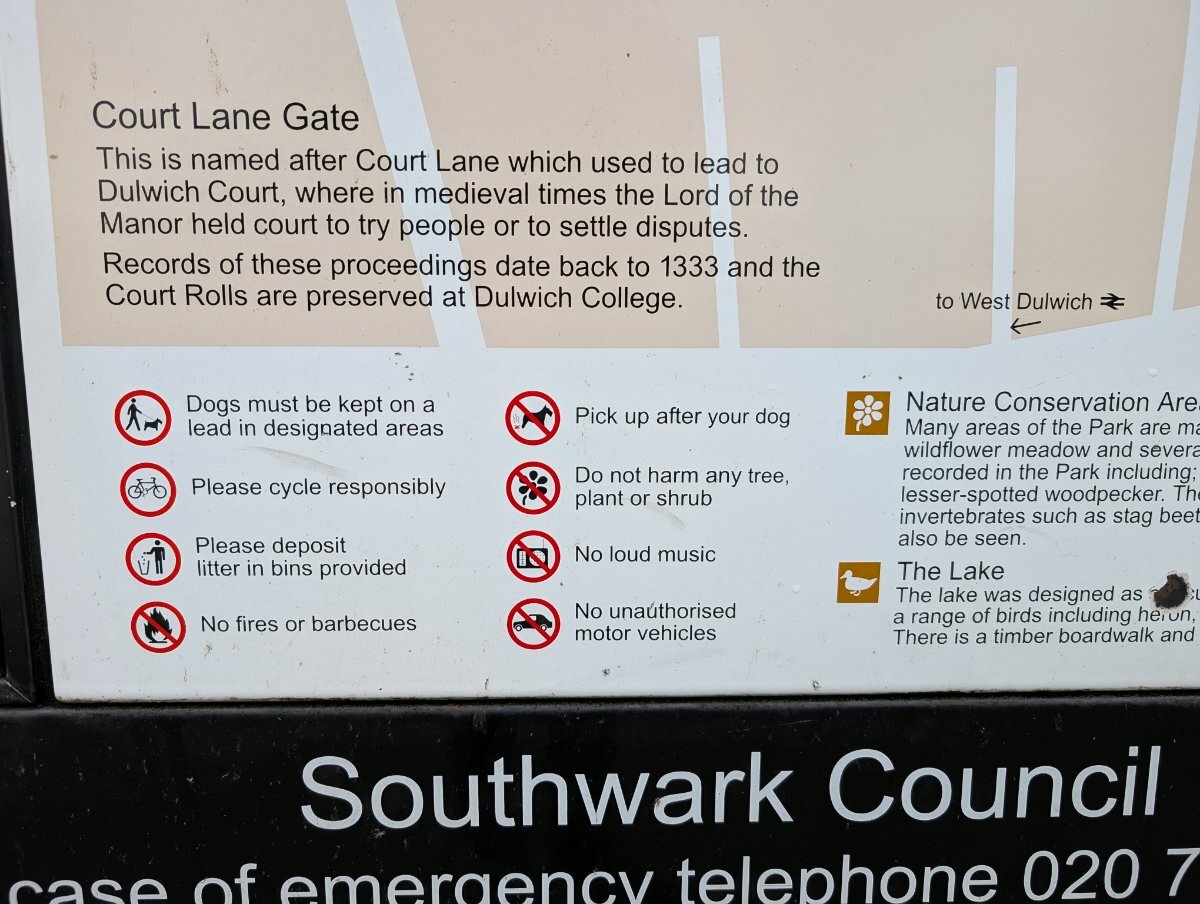 Court Lane Gate
This is named after Court Lane which used to lead to
Dulwich Court, where in medieval times the Lord of the
Manor held court to try people or to settle disputes.
Records of these proceedings date back to 1333 and the
Court Rolls are preserved at Dulwich College.
to West Dulwich
Dogs must be kept on a
lead in designated areas
Please cycle responsibly
Please deposit
litter in bins provided
No fires or barbecues
Pick up after your dog
Do not harm any tree,
plant or shrub
No loud music
No unauthorised
motor vehicles
Nature Conservation
Many areas of the Park are
wildflower meadow and
recorded in the Park including;
lesser-spotted woodpecker.
invertebrates such as stag
also be seen.
The Lake
The lake was designed as
a range of birds including heron,
There is a timber boardwalk and
Southwark Council
case of emergency telephone 020 7